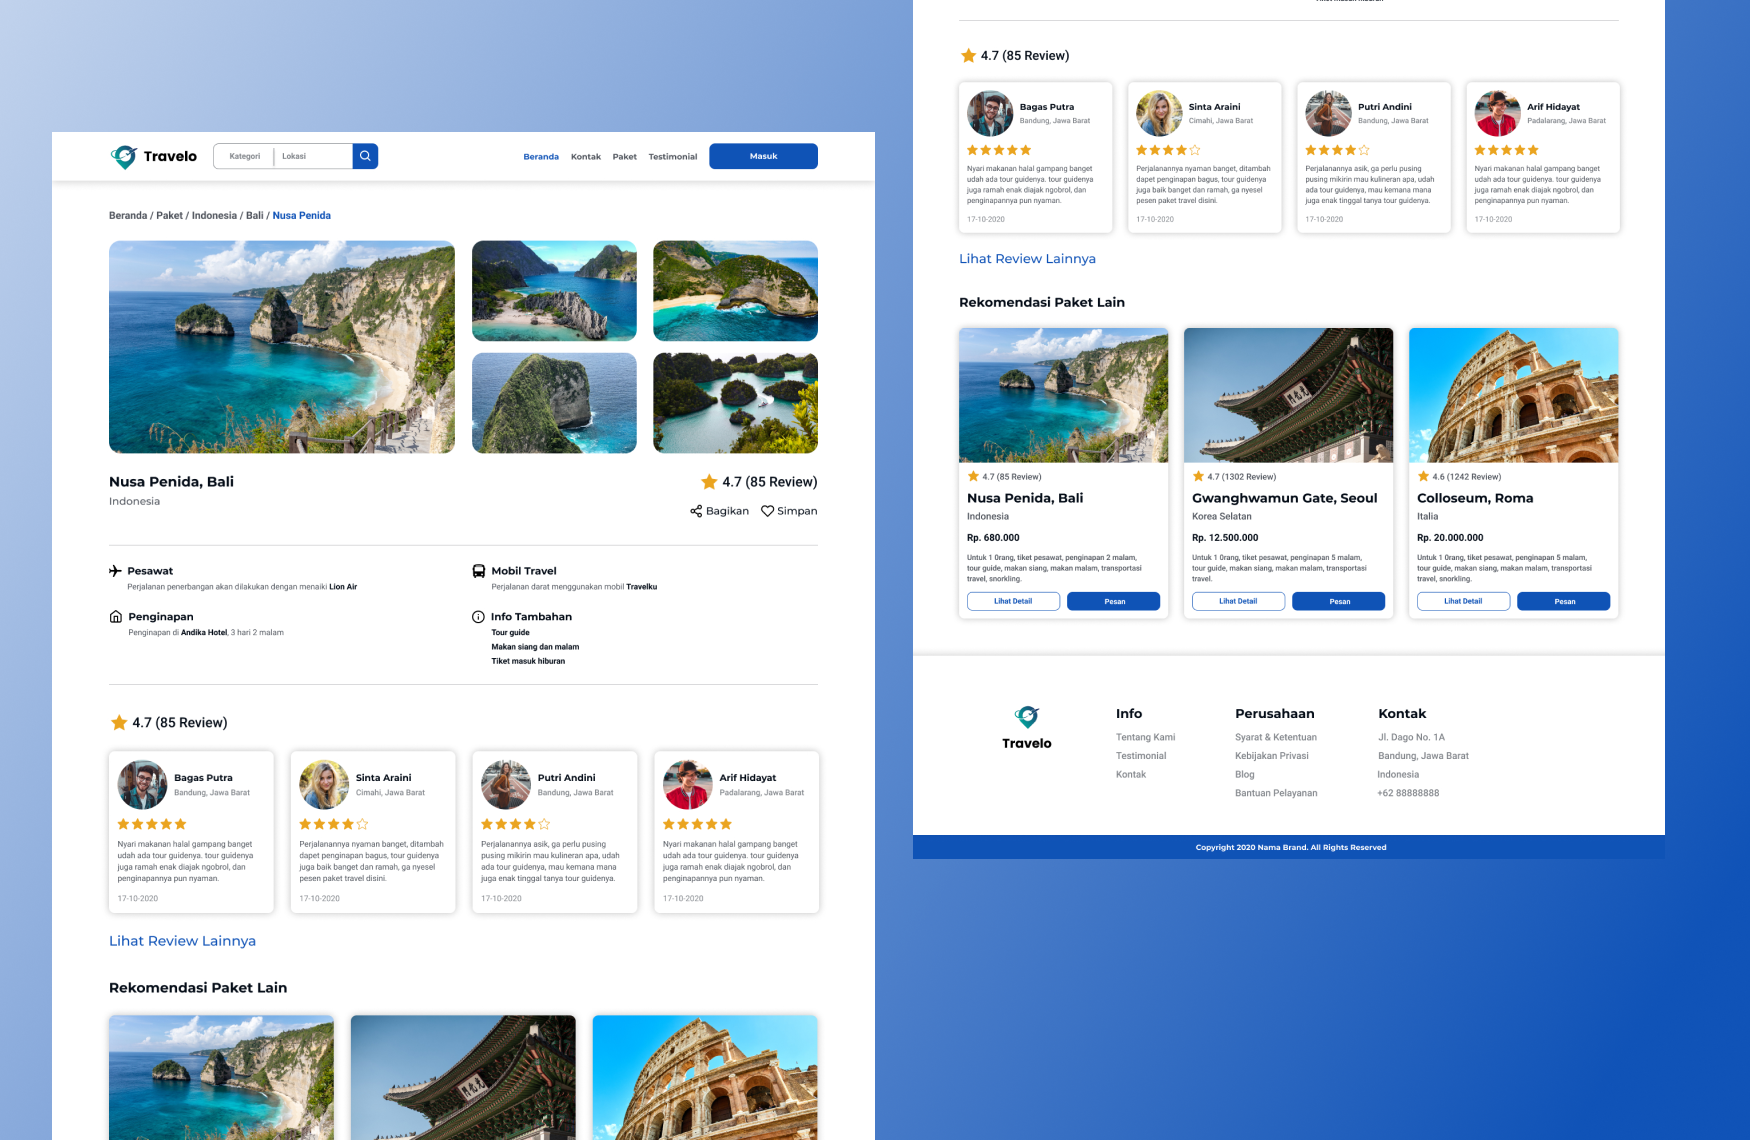 Travelo
Kategori
Lokasi
Beranda Kontak Paket Testimonial
Masuk
Beranda / Paket / Indonesia / Bali / Nusa Penida
Nusa Penida, Bali
Indonesia
4.7 (85 Review)
Bagikan
Simpan
Pesawat
Perjalanan penerbangan akan dilakukan dengan menaiki Lion Air
Mobil Travel
Perjalanan darat menggunakan mobil Travelku
Penginapan
Penginapan di Andika Hotel, 3 hari 2 malam
Info Tambahan
Tour guide
Makan siang dan malam
Tiket masuk hiburan
4.7 (85 Review)
Bagas Putra
Bandung, Jawa Barat
Nyari makanan halal gampang banget
udah ada tour guidenya. tour guidenya
juga ramah enak diajak ngobrol, dan
penginapannya pun nyaman.
17-10-2020
Sinta Araini
Cimahi, Jawa Barat
Perjalanannya nyaman banget, ditambah
dapet penginapan bagus, tour guidenya
juga baik banget dan ramah, ga nyesel
pesen paket travel disini.
17-10-2020
Putri Andini
Bandung, Jawa Barat
Perjalanannya asik, ga perlu pusing
pusing mikirin mau kulineran apa, udah
ada tour guidenya, mau kemana mana
juga enak tinggal tanya tour guidenya.
17-10-2020
Arif Hidayat
Padalarang, Jawa Barat
Nyari makanan halal gampang banget
udah ada tour guidenya. tour guidenya
juga ramah enak diajak ngobrol, dan
penginapannya pun nyaman.
17-10-2020
Lihat Review Lainnya
Rekomendasi Paket Lain
4.7 (85 Review)
Bagas Putra
Bandung, Jawa Barat
Nyari makanan halal gampang banget
udah ada tour guidenya. tour guidenya
juga ramah enak diajak ngobrol, dan
penginapannya pun nyaman.
17-10-2020
Sinta Araini
Cimahi, Jawa Barat
Perjalanannya nyaman banget, ditambah
dapet penginapan bagus, tour guidenya
juga baik banget dan ramah, ga nyesel
pesen paket travel disini.
17-10-2020
Putri Andini
Bandung, Jawa Barat
Perjalanannya asik, ga perlu pusing
pusing mikirin mau kulineran apa, udah
ada tour guidenya, mau kemana mana
juga enak tinggal tanya tour guidenya.
17-10-2020
Arif Hidayat
Padalarang, Jawa Barat
Nyari makanan halal gampang banget
udah ada tour guidenya. tour guidenya
juga ramah enak diajak ngobrol, dan
penginapannya pun nyaman.
17-10-2020
Lihat Review Lainnya
Rekomendasi Paket Lain
4.7 (85 Review)
Nusa Penida, Bali
Indonesia
Rp. 680.000
Untuk 1 Orang, tiket pesawat, penginapan 2 malam,
tour guide, makan siang, makan malam, transportasi
travel, snorkling.
Lihat Detail
Pesan
4.7 (1302 Review)
Gwanghwamun Gate, Seoul
Korea Selatan
Rp. 12.500.000
Untuk 1 Orang, tiket pesawat, penginapan 5 malam,
tour guide, makan siang, makan malam, transportasi
travel.
Lihat Detail
Pesan
4.6 (1242 Review)
Colloseum, Roma
Italia
Rp. 20.000.000
Untuk 1 Orang, tiket pesawat, penginapan 5 malam,
tour guide, makan siang, makan malam, transportasi
travel, snorkling.
Lihat Detail
Pesan
Travelo
Info
Tentang Kami
Testimonial
Kontak
Perusahaan
Syarat & Ketentuan
Kebijakan Privasi
Blog
Bantuan Pelayanan
Kontak
Jl. Dago No. 1A
Bandung, Jawa Barat
Indonesia
+62 88888888
Copyright 2020 Nama Brand. All Rights Reserved